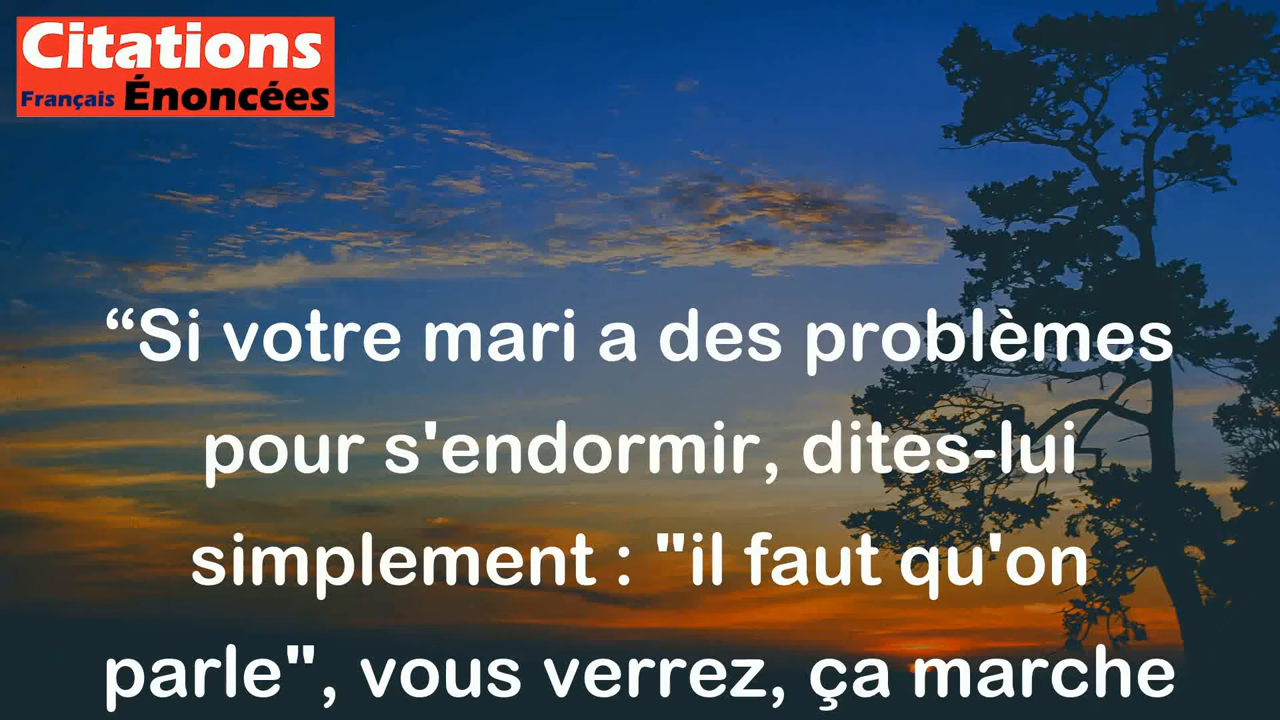 Citations
Français Énoncées
“Si votre mari a des problèmes
pour s'endormir, dites-lui
simplement : "il faut qu'on
parle", vous verrez, ça marche